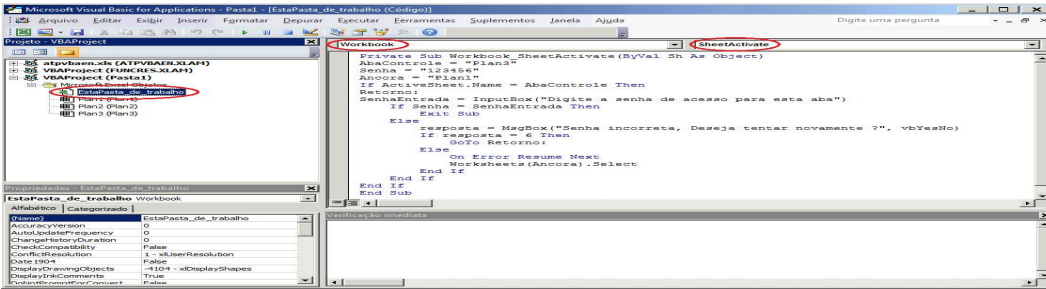 Microsoft Visual Basic for Applications - Pasta1 - [EstaPasta_de_trabalho (Código)]
Arquivo Editar Exibir Inserir Formatar Depurar Executar Ferramentas Suplementos Janela Ajuda Digite uma pergunta
Projeto - VBAProject
Workbook SheetActivate
atpvbaen.xls (ATPVBAEN.XLAM)
VBAProject (FUNCRES.XLAM)
VBAProject (Pasta1)
Microsoft Excel Objetos
EstaPasta_de_trabalho
Plan1 (Plan1)
Plan2 (Plan2)
Plan3 (Plan3)
Private Sub Workbook_SheetActivate(ByVal Sh As Object)
AbaControle = "Plan3"
Senha = "123456"
Ancora = "Plan1"
If ActiveSheet.Name = AbaControle Then
Retorno:
SenhaEntrada = InputBox("Digite a senha de acesso para esta aba")
If Senha = SenhaEntrada Then
Exit Sub
Else
resposta = MsgBox("Senha incorreta, Deseja tentar novamente ?", vbYesNo)
If resposta = 6 Then
GoTo Retorno:
Else
On Error Resume Next
Worksheets(Ancora).Select
End If
End If
End If
End Sub
Propriedades - EstaPasta_de_trabalho
EstaPasta_de_trabalho Workbook
Alfabético Categorizado
(Name) EstaPasta_de_trabalho
AccuracyVersion 0
AutoUpdateFrequency 0
ChangeHistoryDuration 0
CheckCompatibility False
ConflictResolution 1 - xlUserResolution
Date1904 False
DisplayDrawingObjects -4104 - xlDisplayShapes
DisplayInkComments True
DoNotPromptForConvert False
Verificação imediata